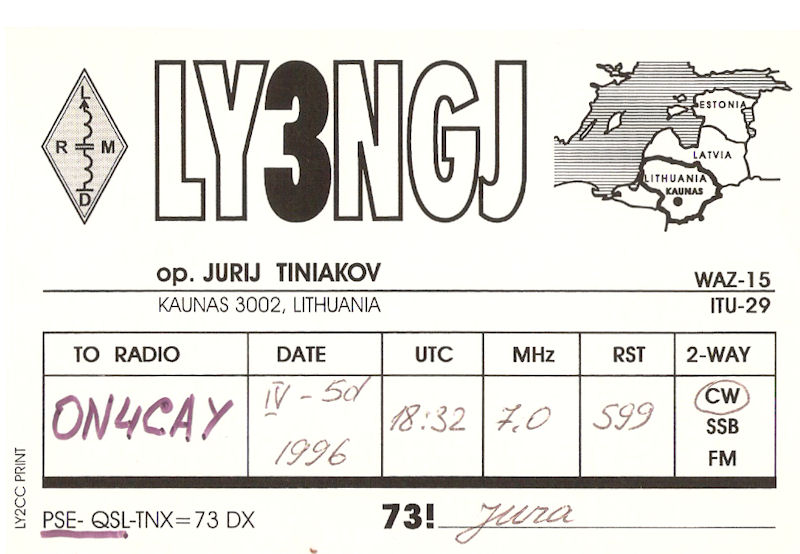 LY3NGJ
L
R M
D
ESTONIA
LATVIA
LITHUANIA
KAUNAS
op. JURIJ TINIAKOV
WAZ-15
KAUNAS 3002, LITHUANIA
ITU-29
TO RADIO DATE UTC MHz RST 2-WAY
ON4CAY IV - 5d 1996 18:32 7,0 599 CW
SSB
FM
LY2CC PRINT
PSE- QSL-TNX=73 DX 73! Jura